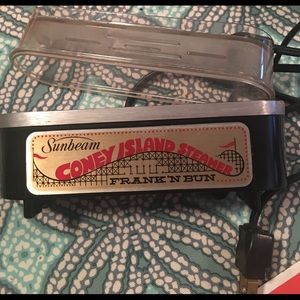 Sunbeam
CONEY ISLAND STEAMER
FRANK 'N BUN